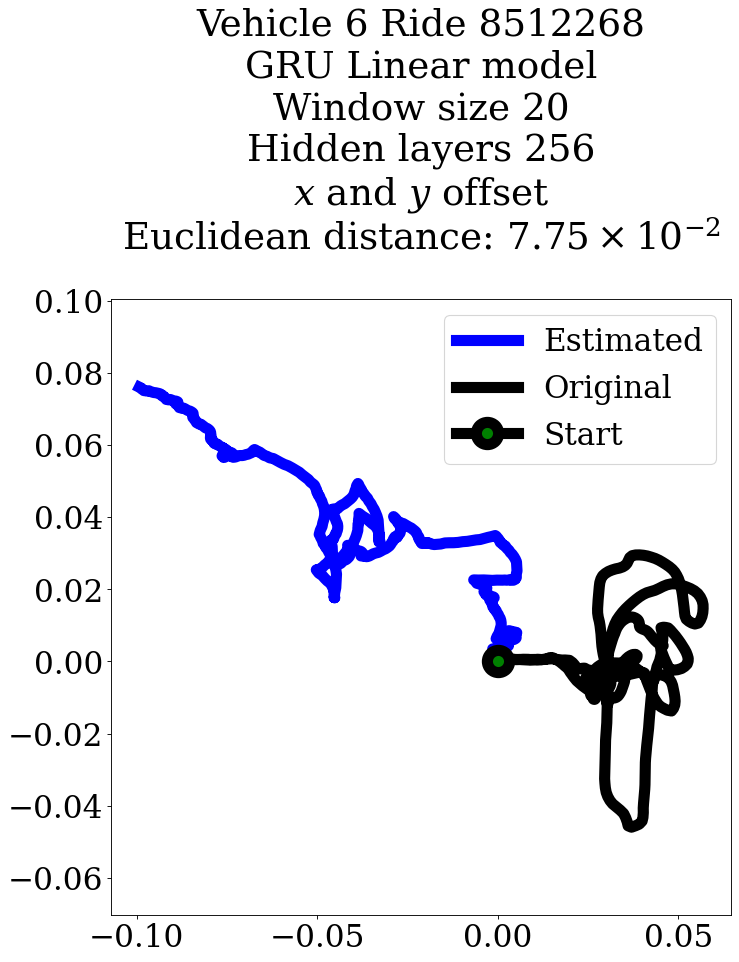 Vehicle 6 Ride 8512268
GRU Linear model
Window size 20
Hidden layers 256
x and y offset
Euclidean distance: 7.75 × 10⁻²
0.10
0.08
0.06
0.04
0.02
0.00
−0.02
−0.04
−0.06
Estimated
Original
Start
−0.10
−0.05
0.00
0.05